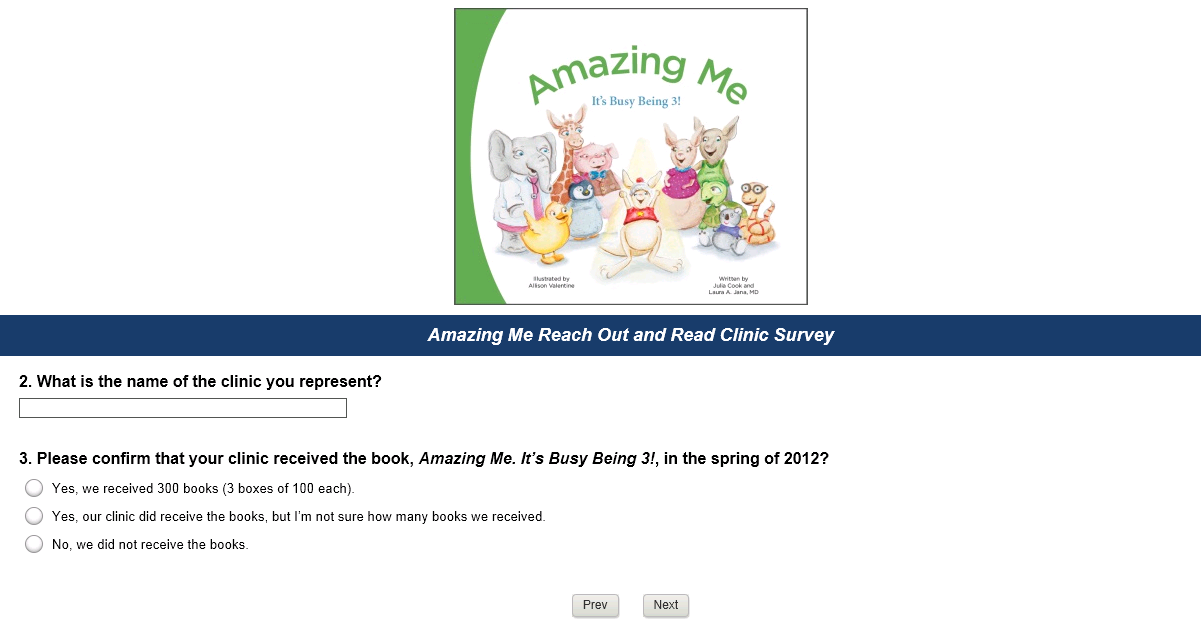 Amazing Me
It's Busy Being 3!
Illustrated by
Allison Valentine
Written by
Julia Cook and
Laura A. Jana, MD
Amazing Me Reach Out and Read Clinic Survey
2. What is the name of the clinic you represent?
3. Please confirm that your clinic received the book, Amazing Me. It’s Busy Being 3!, in the spring of 2012?
Yes, we received 300 books (3 boxes of 100 each).
Yes, our clinic did receive the books, but I’m not sure how many books we received.
No, we did not receive the books.
Prev Next